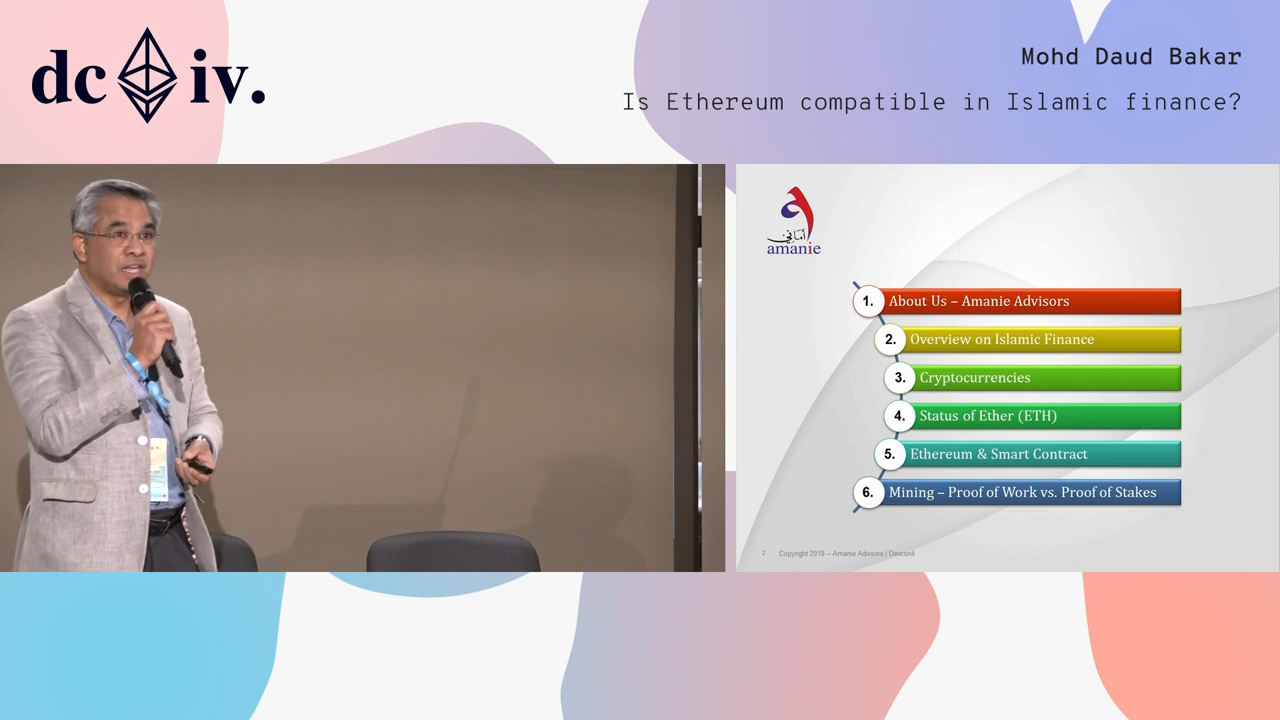 dc iv.
Mohd Daud Bakar
Is Ethereum compatible in Islamic finance?
أماني
amanie
1. About Us – Amanie Advisors
2. Overview on Islamic Finance
3. Cryptocurrencies
4. Status of Ether (ETH)
5. Ethereum & Smart Contract
6. Mining – Proof of Work vs. Proof of Stakes
2 Copyright 2018 – Amanie Advisors | Devcon4